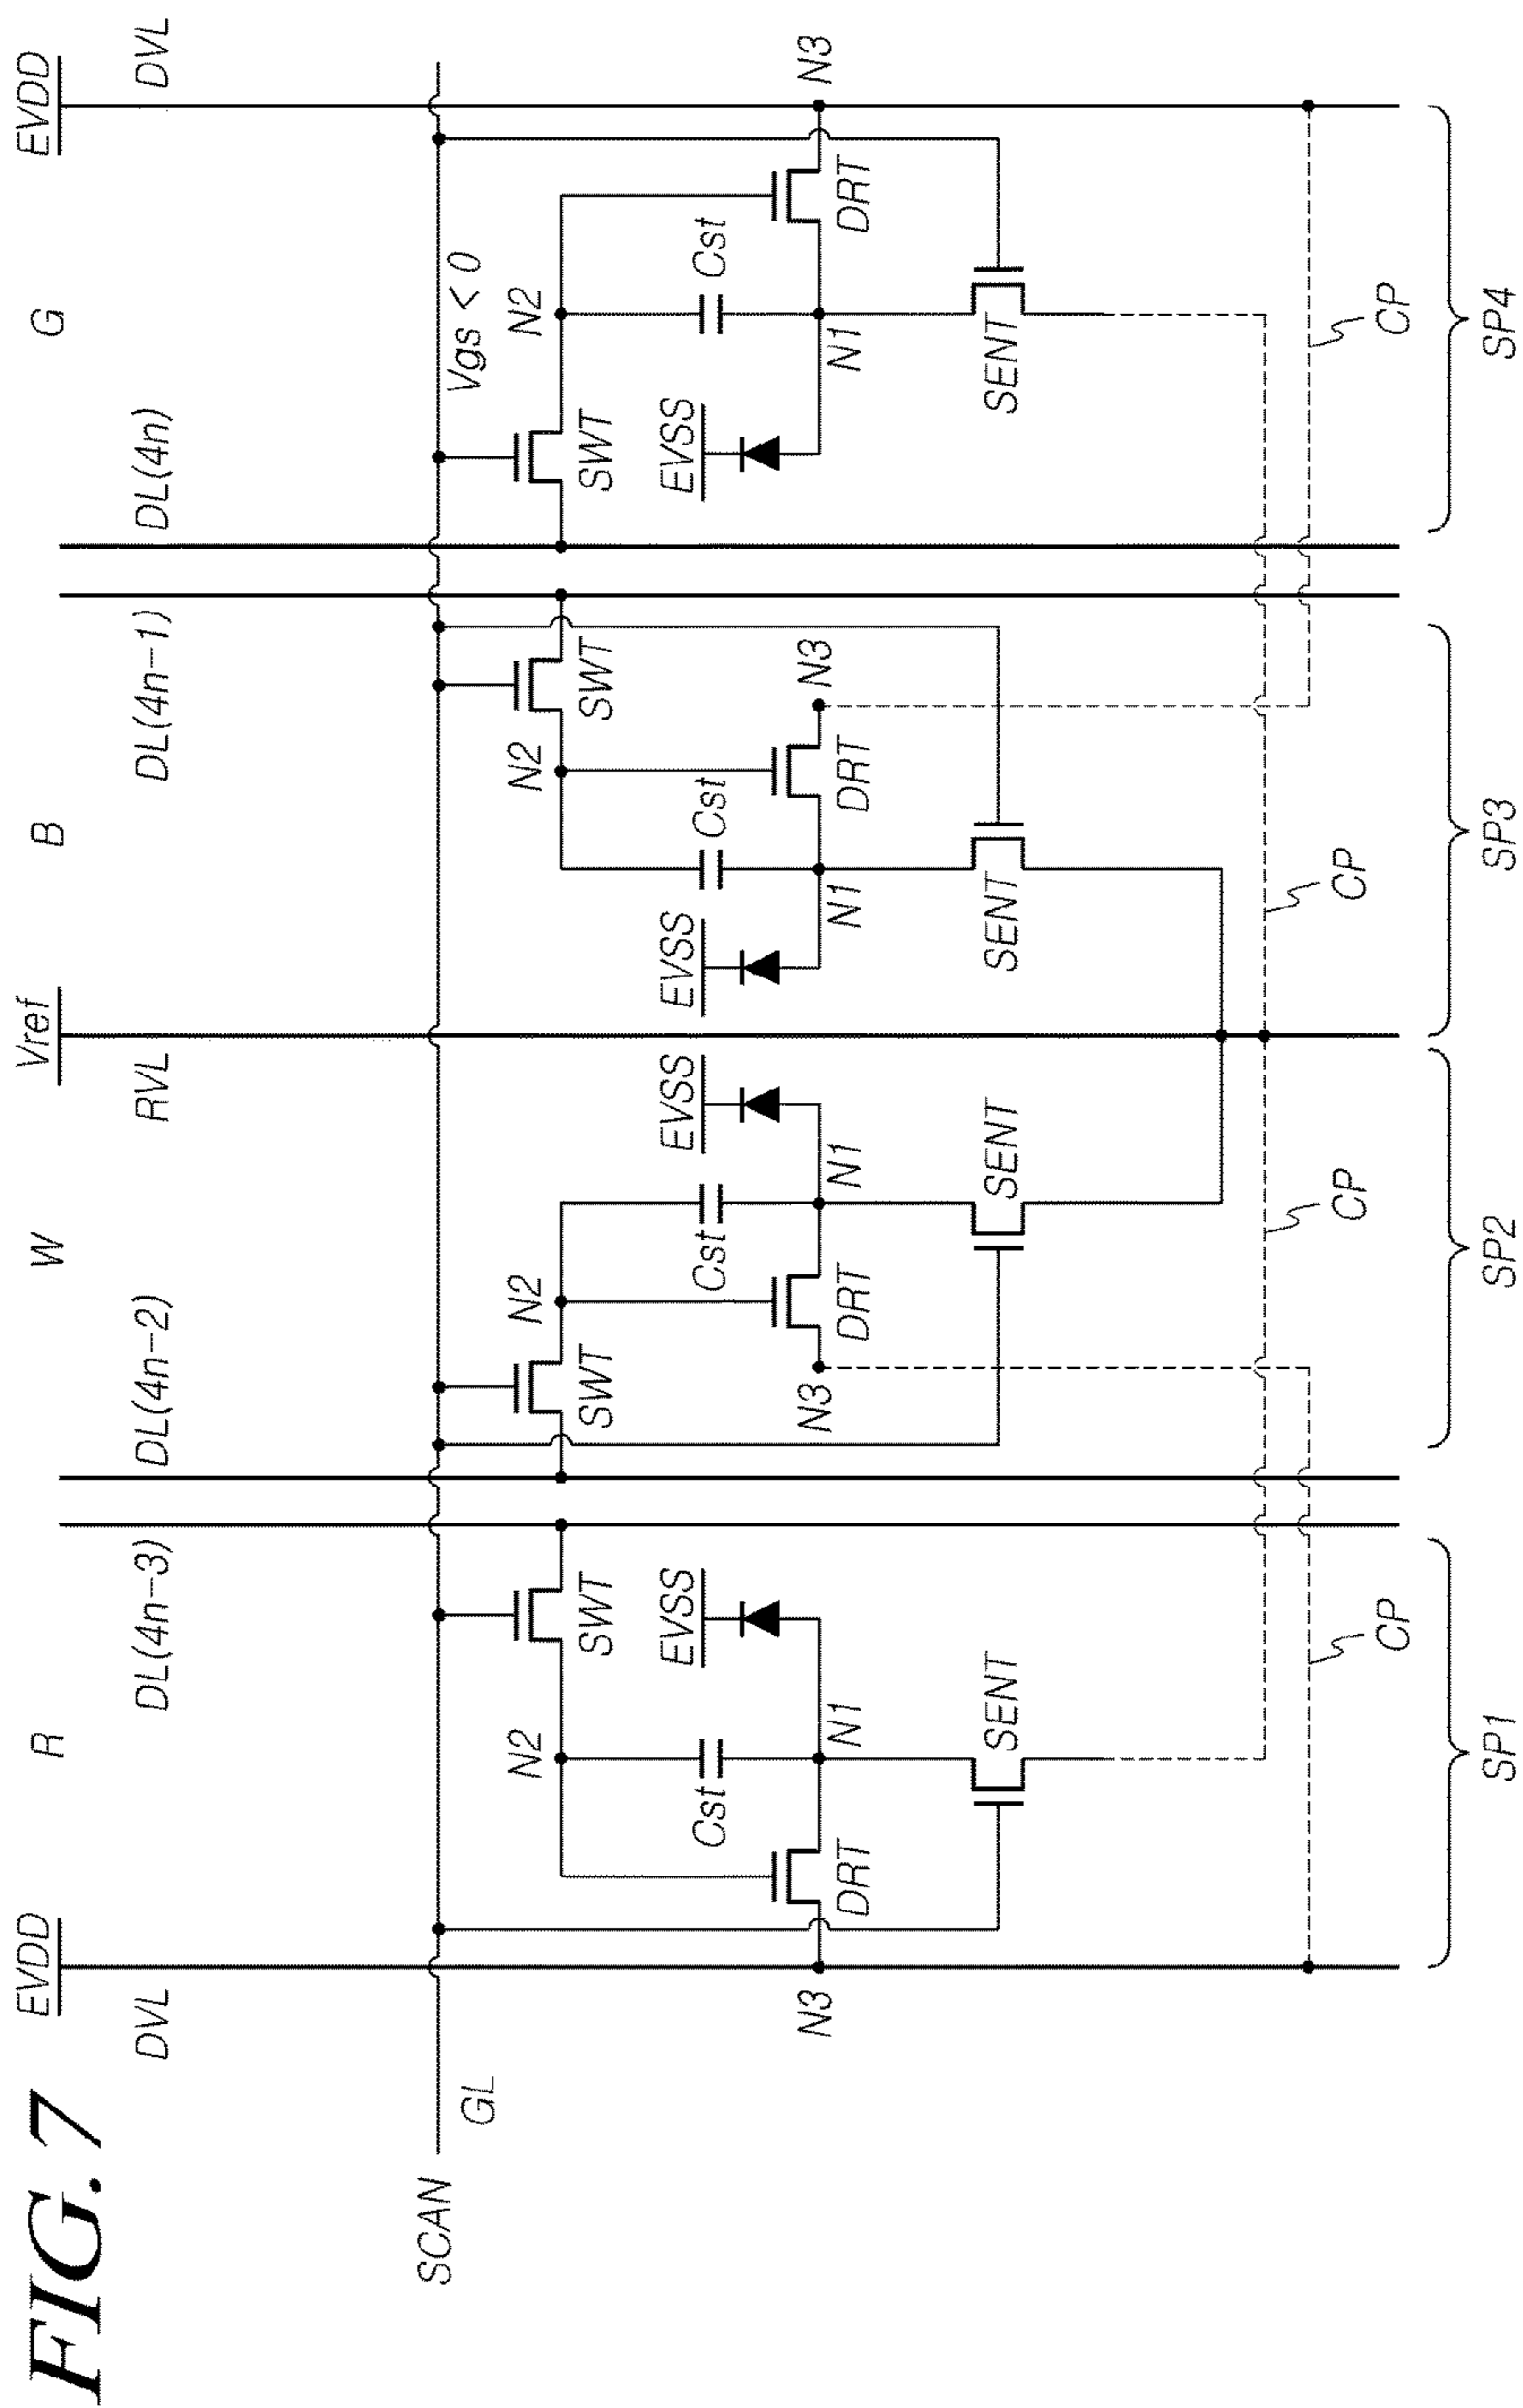 FIG.7
EVDD R W Vref B G EVDD
DVL DL(4n-3) DL(4n-2) RVL DL(4n-1) DL(4n) DVL
SCAN
GL Vgs < 0
N2 N2 N2 N2
SWT SWT SWT SWT
Cst EVSS Cst EVSS EVSS Cst EVSS Cst
N3 N3 N3 N3
DRT N1 DRT N1 N1 DRT N1 DRT
SENT SENT SENT SENT
CP CP
CP CP
SP1 SP2 SP3 SP4